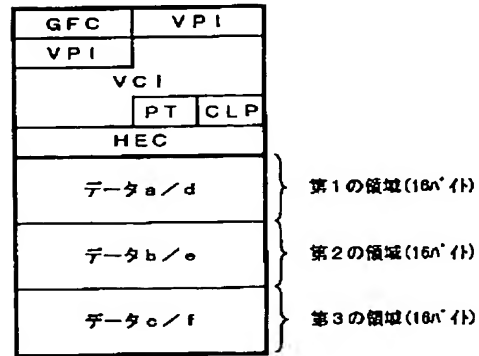 GFC VPI
VPI
VCI
PT CLP
HEC
データa/d 第1の領域(16バイト)
データb/e 第2の領域(16バイト)
データc/f 第3の領域(16バイト)